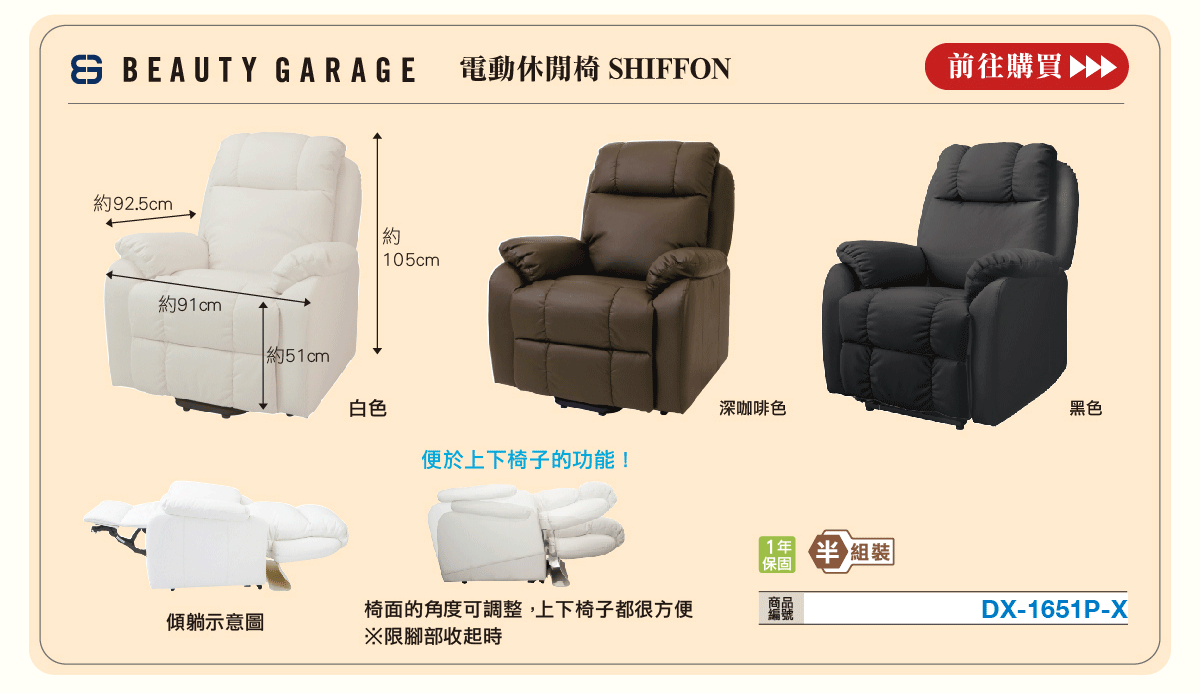 BEAUTY GARAGE
電動休閒椅 SHIFFON
前往購買
約92.5cm
約
105cm
約91cm
約51cm
白色
深咖啡色
黑色
便於上下椅子的功能！
傾躺示意圖
椅面的角度可調整，上下椅子都很方便
※限腳部收起時
1年
保固
半 組裝
商品
編號
DX-1651P-X